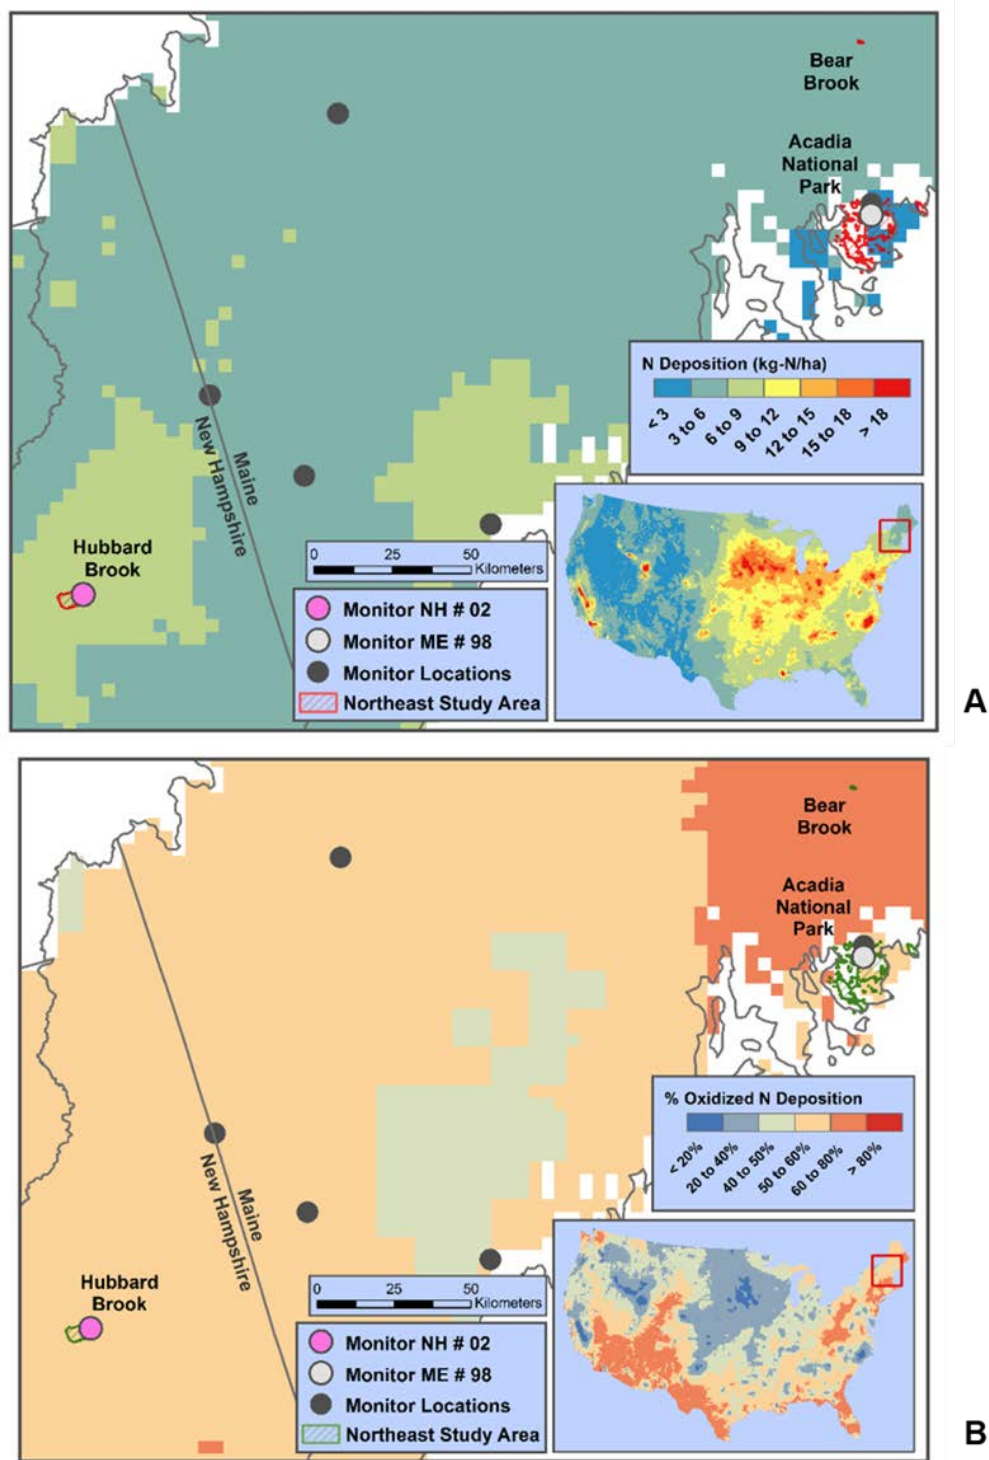 Bear
Brook
Acadia
National
Park
N Deposition (kg-N/ha)
< 3
3 to 6
6 to 9
9 to 12
12 to 15
15 to 18
> 18
Maine
New Hampshire
Hubbard
Brook
0 25 50
Kilometers
Monitor NH # 02
Monitor ME # 98
Monitor Locations
Northeast Study Area
A
Bear
Brook
Acadia
National
Park
% Oxidized N Deposition
< 20%
20 to 40%
40 to 50%
50 to 60%
60 to 80%
> 80%
Maine
New Hampshire
Hubbard
Brook
0 25 50
Kilometers
Monitor NH # 02
Monitor ME # 98
Monitor Locations
Northeast Study Area
B